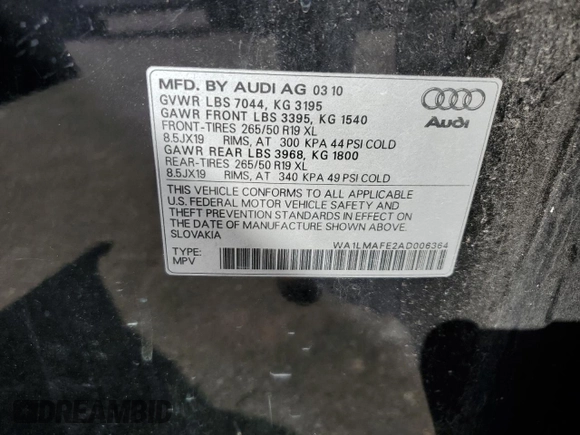 MFD. BY AUDI AG 03 10
GVWR LBS 7044, KG 3195
GAWR FRONT LBS 3395, KG 1540
FRONT-TIRES 265/50 R19 XL
8.5JX19 RIMS, AT 300 KPA 44 PSI COLD
GAWR REAR LBS 3968, KG 1800
REAR-TIRES 265/50 R19 XL
8.5JX19 RIMS, AT 340 KPA 49 PSI COLD
Audi
THIS VEHICLE CONFORMS TO ALL APPLICABLE
U.S. FEDERAL MOTOR VEHICLE SAFETY AND
THEFT PREVENTION STANDARDS IN EFFECT ON
THE DATE OF MANUFACTURE SHOWN ABOVE.
SLOVAKIA
WA1LMAFE2AD006364
TYPE:
MPV
DREAMBID